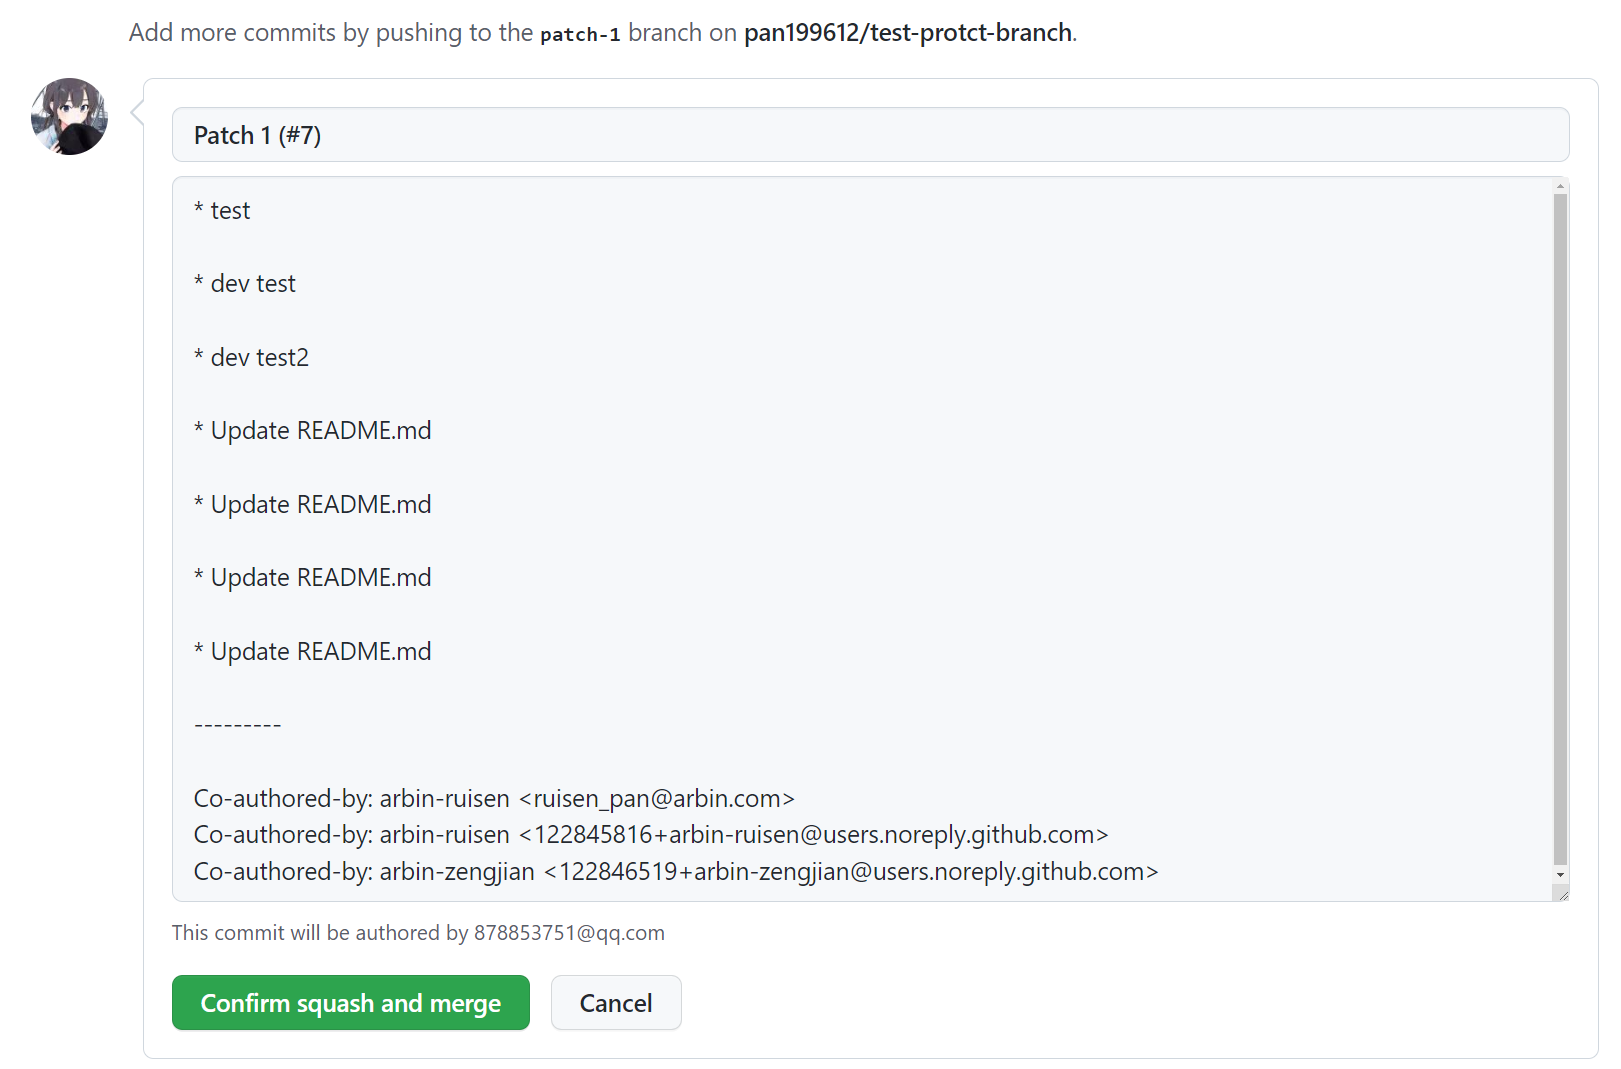 Add more commits by pushing to the patch-1 branch on pan199612/test-protct-branch.
Patch 1 (#7)
* test
* dev test
* dev test2
* Update README.md
* Update README.md
* Update README.md
* Update README.md
---------
Co-authored-by: arbin-ruisen <ruisen_pan@arbin.com>
Co-authored-by: arbin-ruisen <122845816+arbin-ruisen@users.noreply.github.com>
Co-authored-by: arbin-zengjian <122846519+arbin-zengjian@users.noreply.github.com>
This commit will be authored by 878853751@qq.com
Confirm squash and merge
Cancel